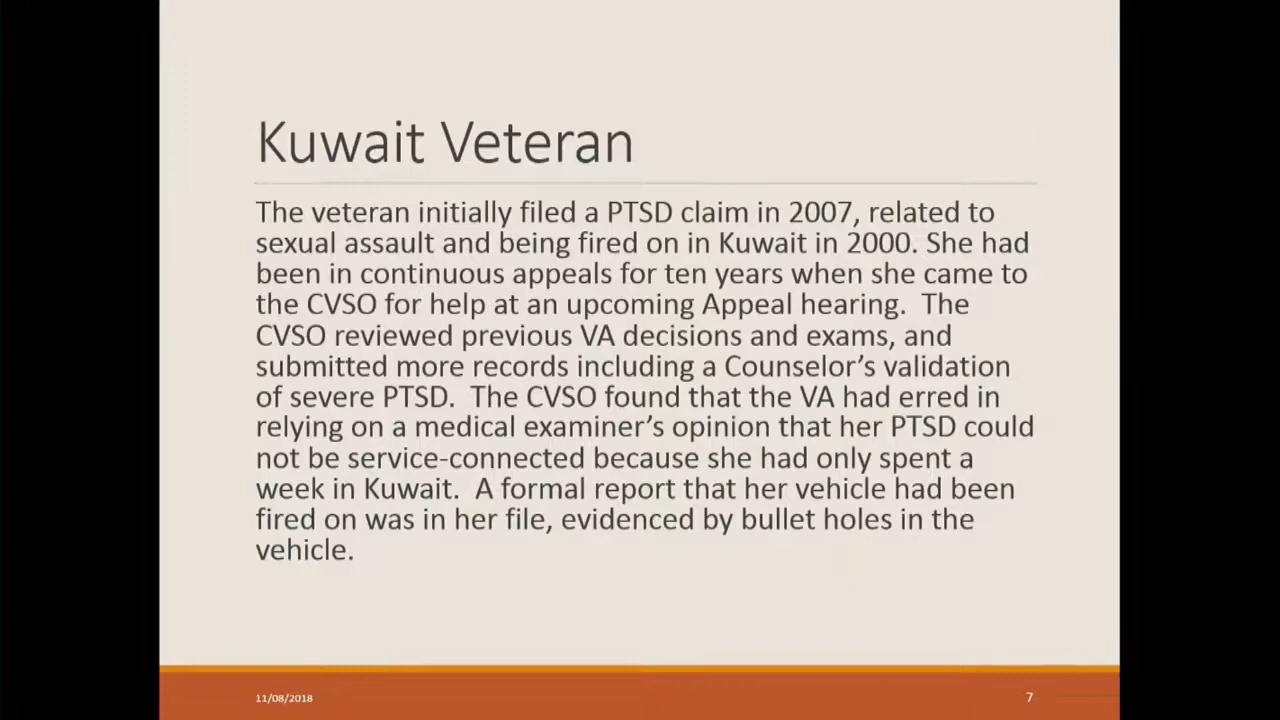 Kuwait Veteran
The veteran initially filed a PTSD claim in 2007, related to
sexual assault and being fired on in Kuwait in 2000. She had
been in continuous appeals for ten years when she came to
the CVSO for help at an upcoming Appeal hearing.  The
CVSO reviewed previous VA decisions and exams, and
submitted more records including a Counselor’s validation
of severe PTSD.  The CVSO found that the VA had erred in
relying on a medical examiner’s opinion that her PTSD could
not be service-connected because she had only spent a
week in Kuwait.  A formal report that her vehicle had been
fired on was in her file, evidenced by bullet holes in the
vehicle.
11/08/2018
7